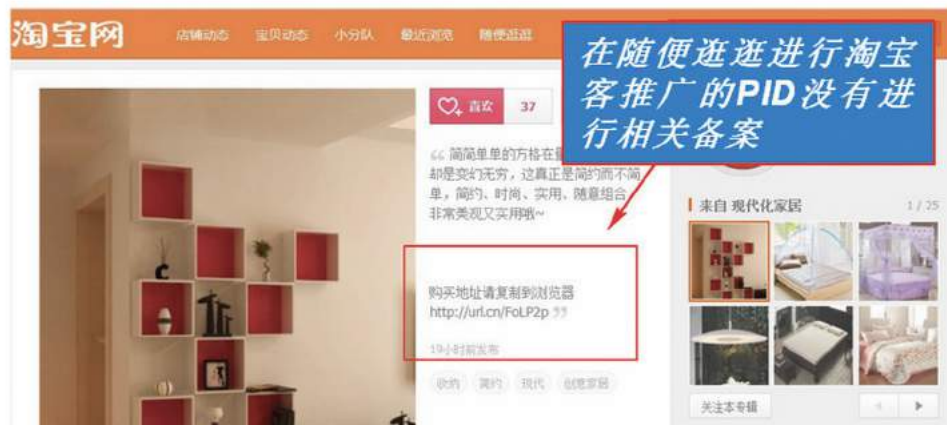 淘宝网
店铺动态 宝贝动态 小分队 最近浏览 随便逛逛
在随便逛逛进行淘宝
客推广的PID没有进
行相关备案
喜欢 37
简简单单的方格在
却是变幻无穷，这真正是简约而不简
单，简约、时尚、实用、随意组合，
非常美观又实用哦~
来自 现代化家居 1 / 25
购买地址请复制到浏览器
http://url.cn/FoLP2p
19小时前发布
收纳 简约 现代 创意家居
关注本专辑